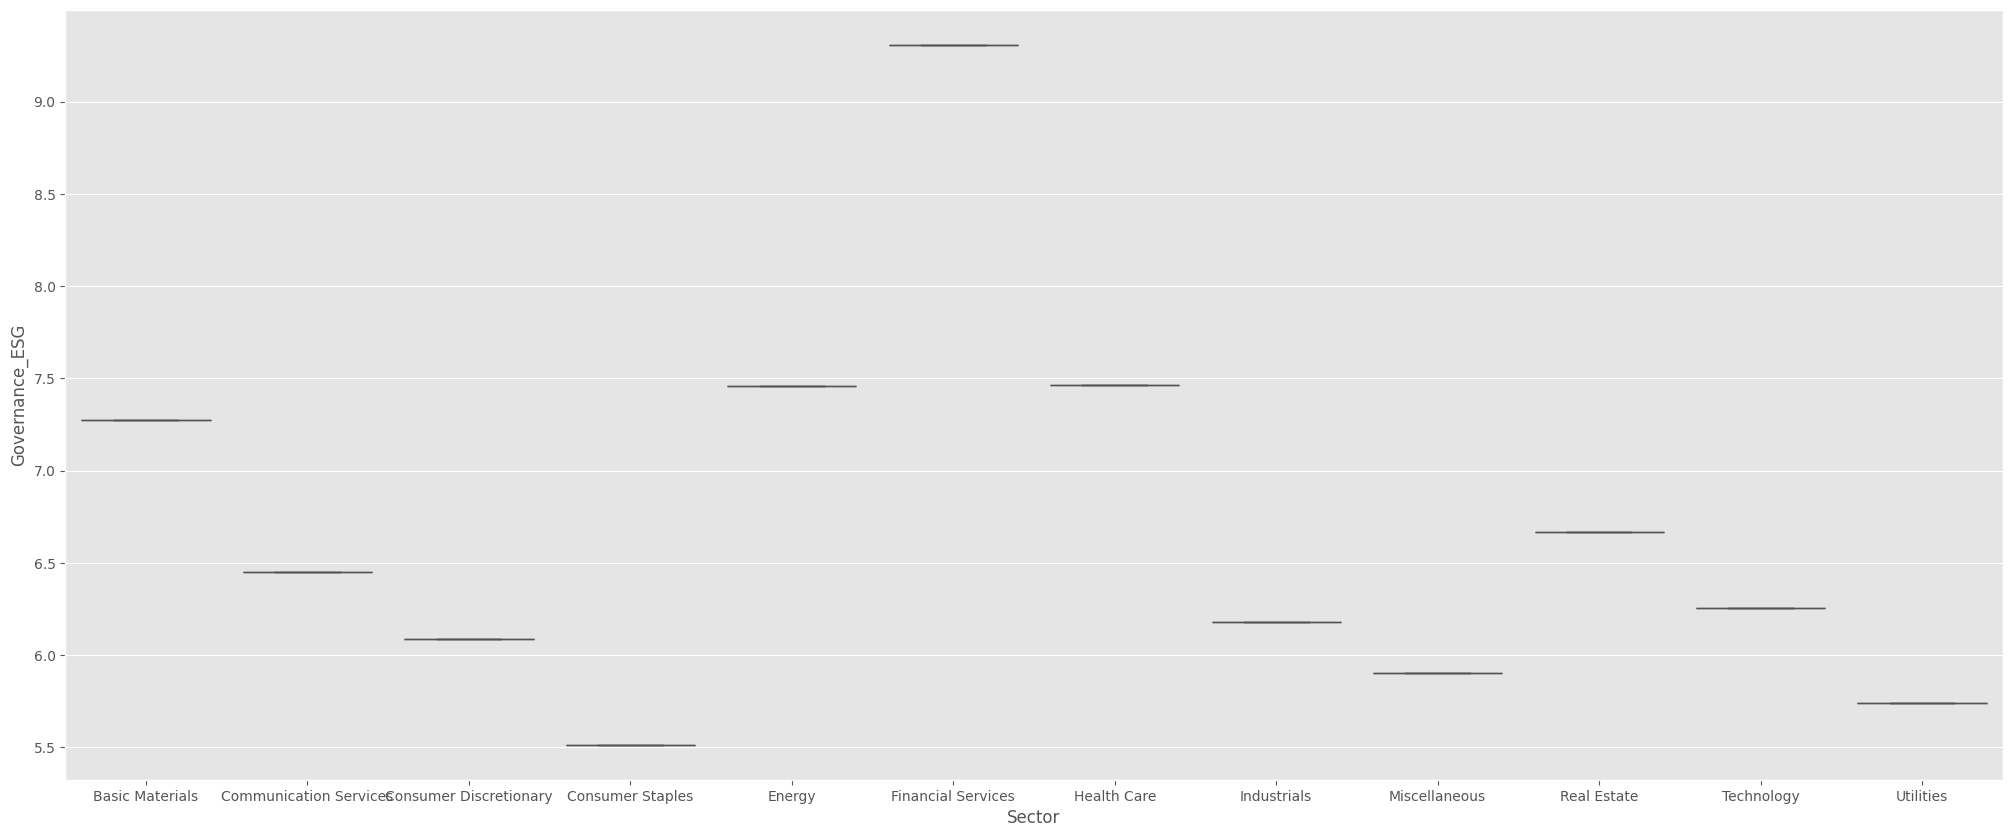 Governance_ESG
9.0
8.5
8.0
7.5
7.0
6.5
6.0
5.5
Basic Materials
Communication Services
Consumer Discretionary
Consumer Staples
Energy
Financial Services
Health Care
Industrials
Miscellaneous
Real Estate
Technology
Utilities
Sector